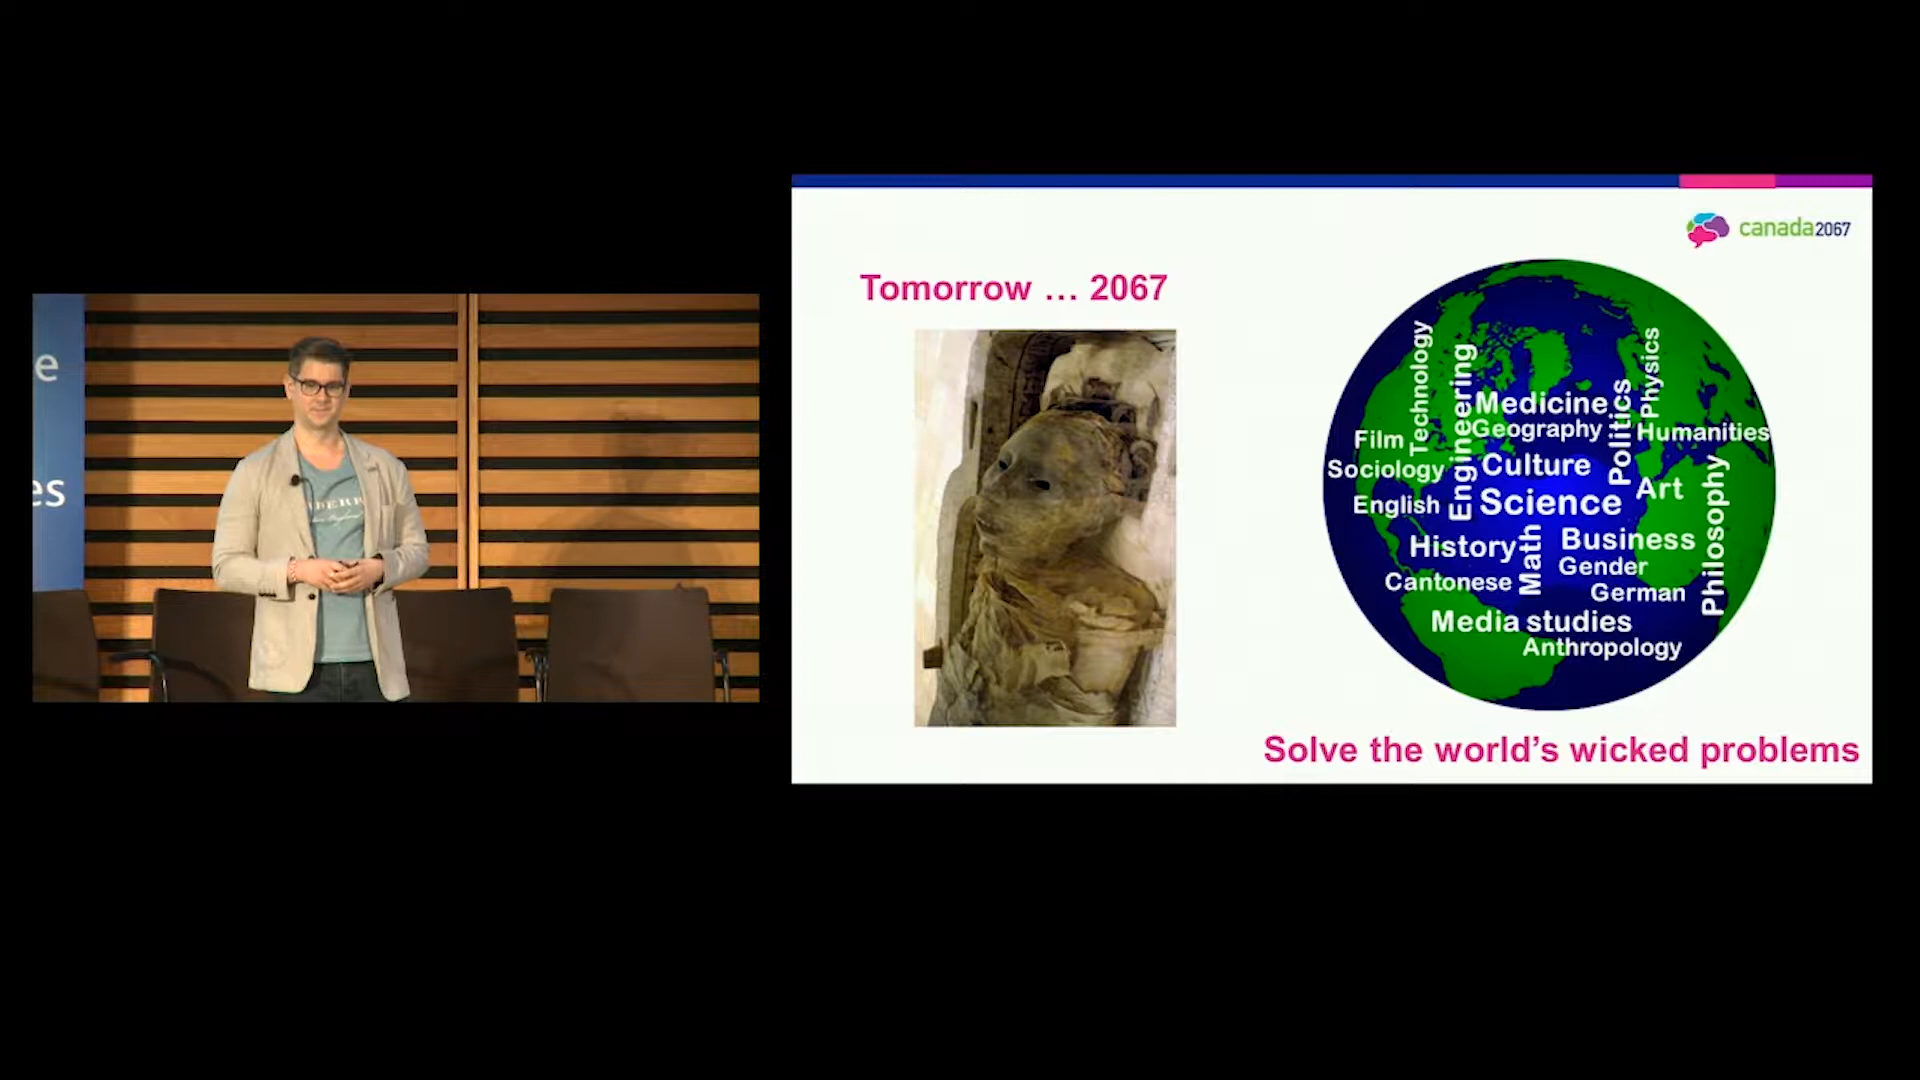 e
es
canada2067
Tomorrow … 2067
Technology
Engineering
Medicine
Geography
Politics
Physics
Humanities
Film
Sociology
English
Culture
Science
Art
Philosophy
History
Math
Business
Gender
Cantonese
German
Media studies
Anthropology
Solve the world's wicked problems